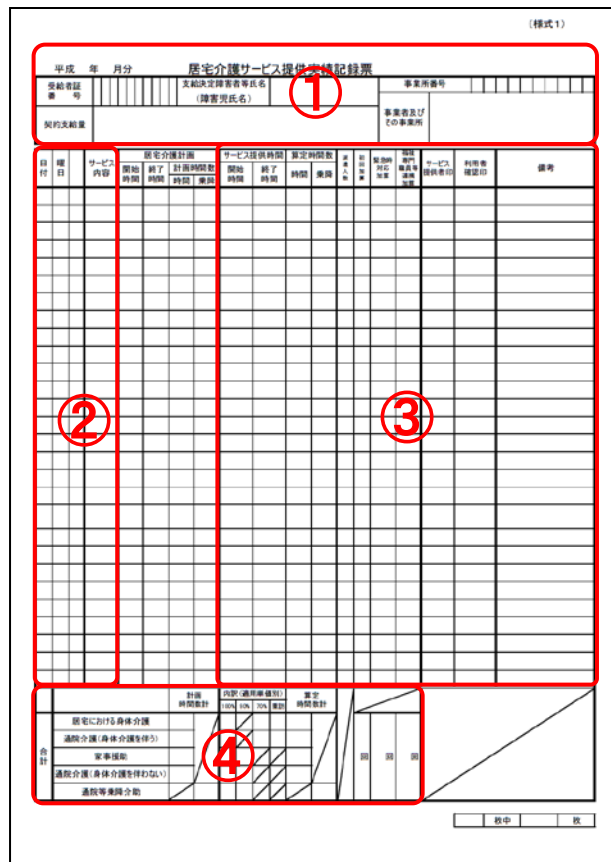 （様式１）
平成　年　月分　居宅介護サービス提供実績記録票
受給者証
番　号
支給決定障害者等氏名
（障害児氏名）
事業所番号
①
契約支給量
事業者及び
その事業所
日付
曜日
サービス
内容
居宅介護計画
開始
時間
終了
時間
計画時間数
時間
乗降
サービス提供時間
開始
時間
終了
時間
算定時間数
時間
乗降
派遣人数
初回加算
緊急時
対応
加算
福祉
専門
職員等
連携
加算
サービス
提供者印
利用者
確認印
備考
②
③
計画
時間数計
内訳（適用単価別）
100%
90%
70%
重訪
算定
時間数計
合計
居宅における身体介護
通院介護（身体介護を伴う）
家事援助
通院介護（身体介護を伴わない）
通院等乗降介助
④
回
回
回
枚中
枚